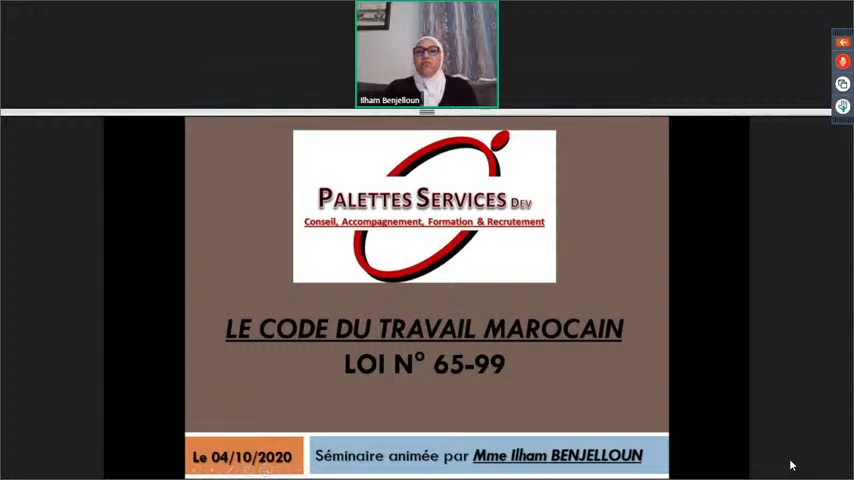 Ilham Benjelloun
PALETTES SERVICES DEV
Conseil, Accompagnement, Formation & Recrutement
LE CODE DU TRAVAIL MAROCAIN
LOI N° 65-99
Le 04/10/2020
Séminaire animée par Mme Ilham BENJELLOUN